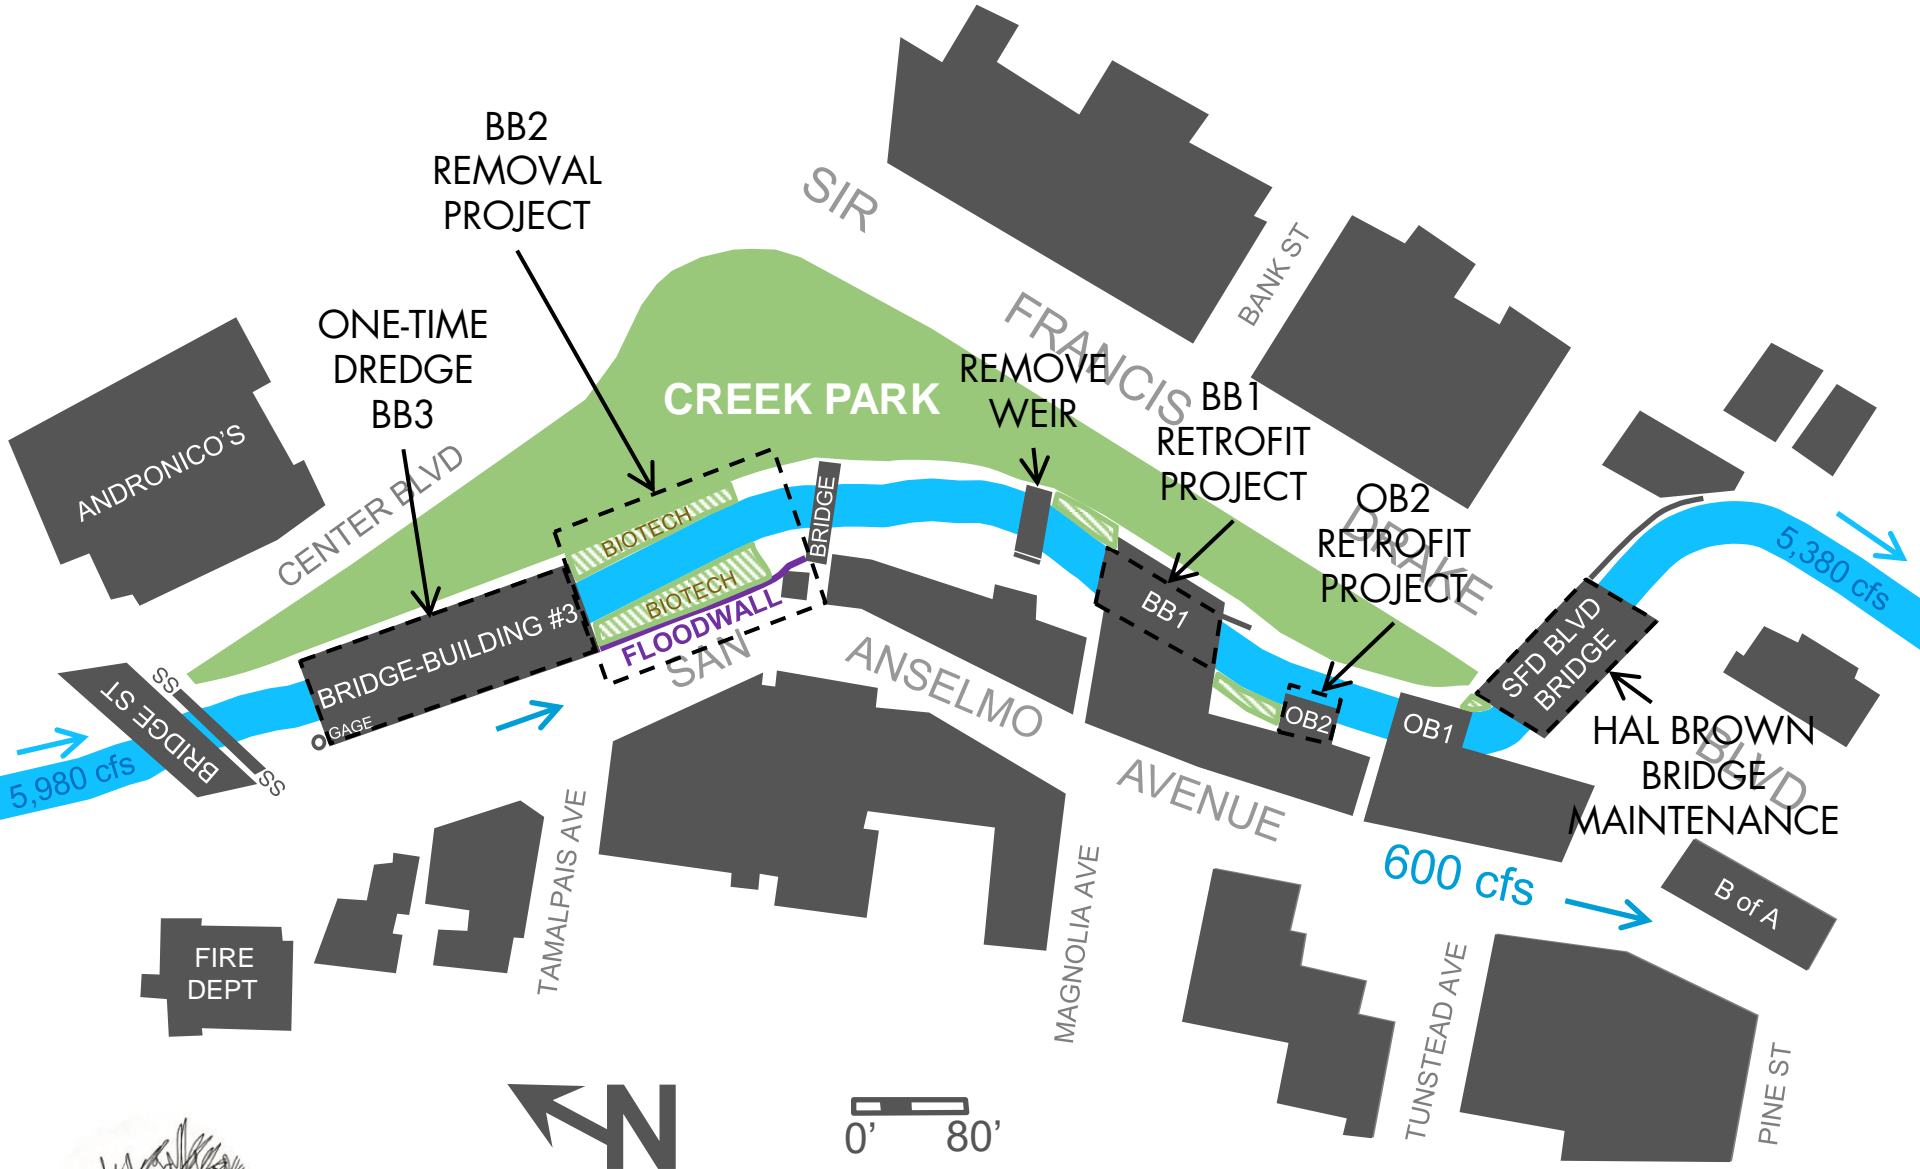 BB2
REMOVAL
PROJECT
SIR
FRANCIS
DRAKE
BLVD
BANK ST
ONE-TIME
DREDGE
BB3
CREEK PARK
REMOVE
WEIR
BB1
RETROFIT
PROJECT
OB2
RETROFIT
PROJECT
ANDRONICO'S
CENTER BLVD
BIOTECH
BIOTECH
BRIDGE
FLOODWALL
BRIDGE-BUILDING #3
GAGE
BRIDGE ST
SS
SS
5,980 cfs
SAN
ANSELMO
AVENUE
BB1
OB2
OB1
SFD BLVD
BRIDGE
5,380 cfs
HAL BROWN
BRIDGE
MAINTENANCE
600 cfs
B of A
FIRE
DEPT
TAMALPAIS AVE
MAGNOLIA AVE
TUNSTEAD AVE
PINE ST
N
0' 80'